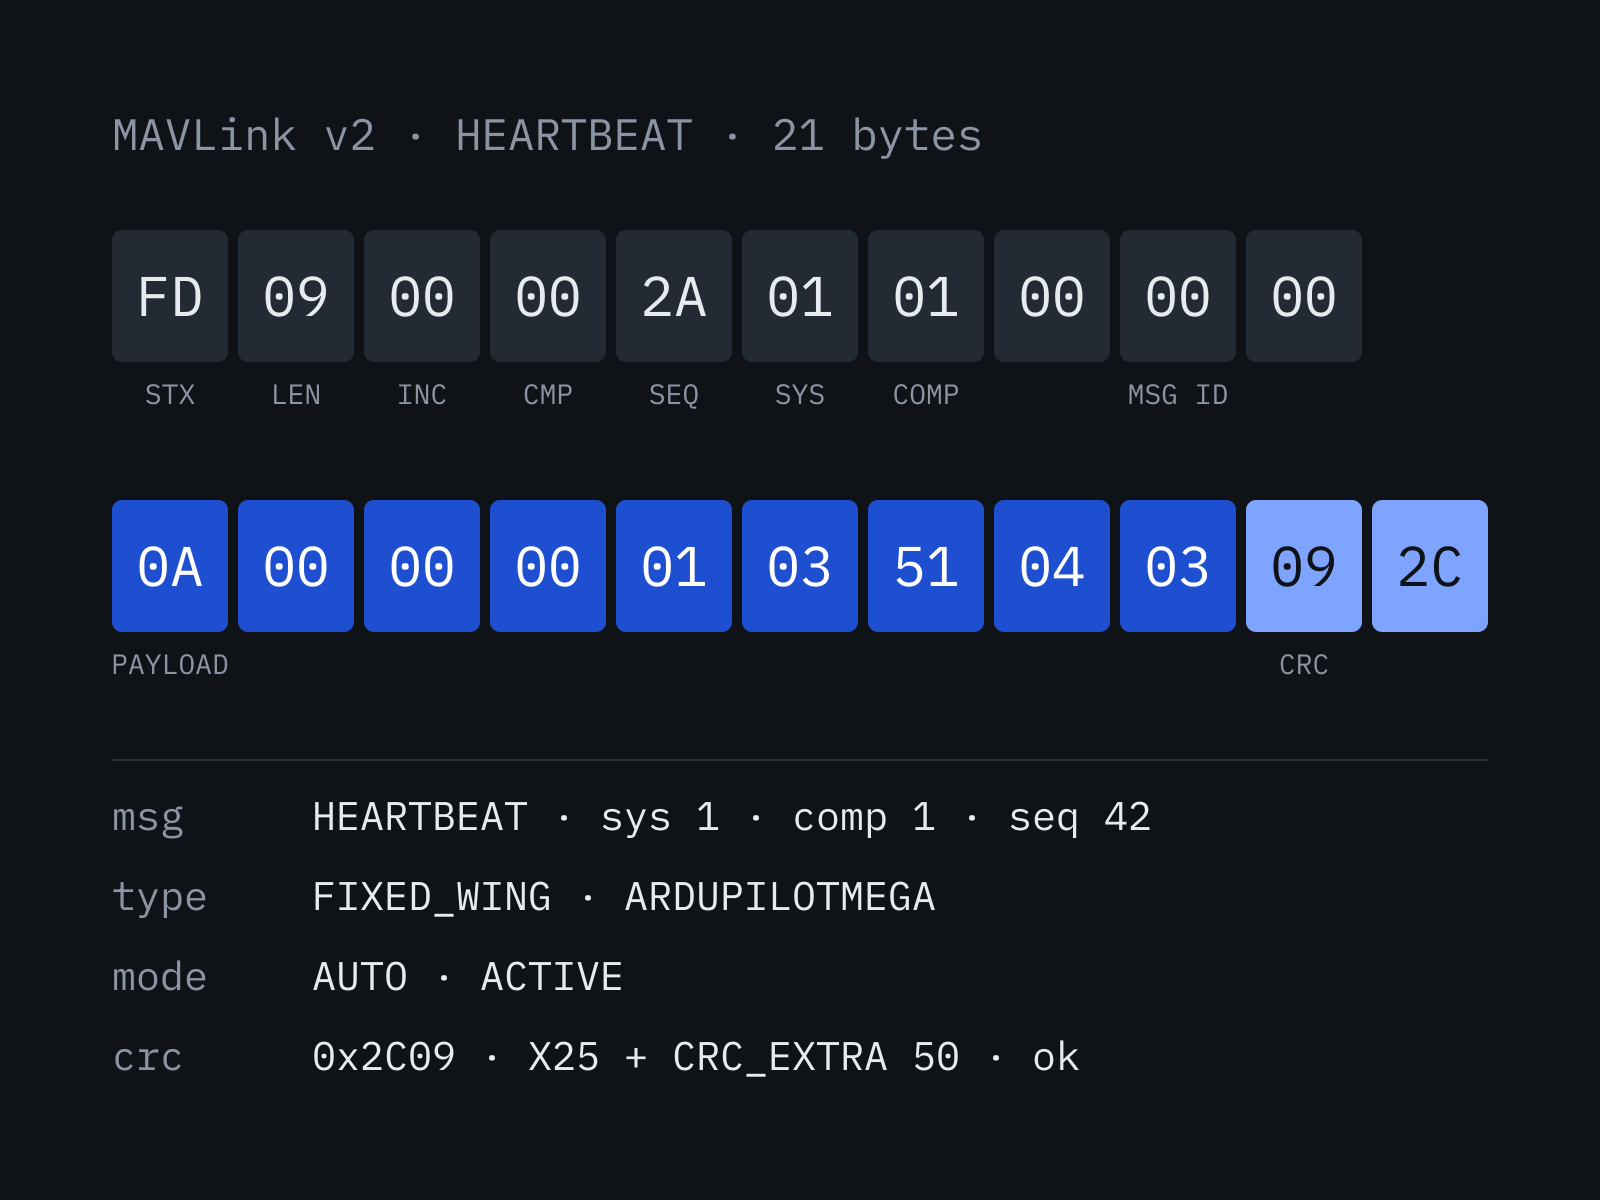 MAVLink v2 · HEARTBEAT · 21 bytes
FD 09 00 00 2A 01 01 00 00 00
STX LEN INC CMP SEQ SYS COMP MSG ID
0A 00 00 00 01 03 51 04 03 09 2C
PAYLOAD CRC
msg HEARTBEAT · sys 1 · comp 1 · seq 42
type FIXED_WING · ARDUPILOTMEGA
mode AUTO · ACTIVE
crc 0x2C09 · X25 + CRC_EXTRA 50 · ok